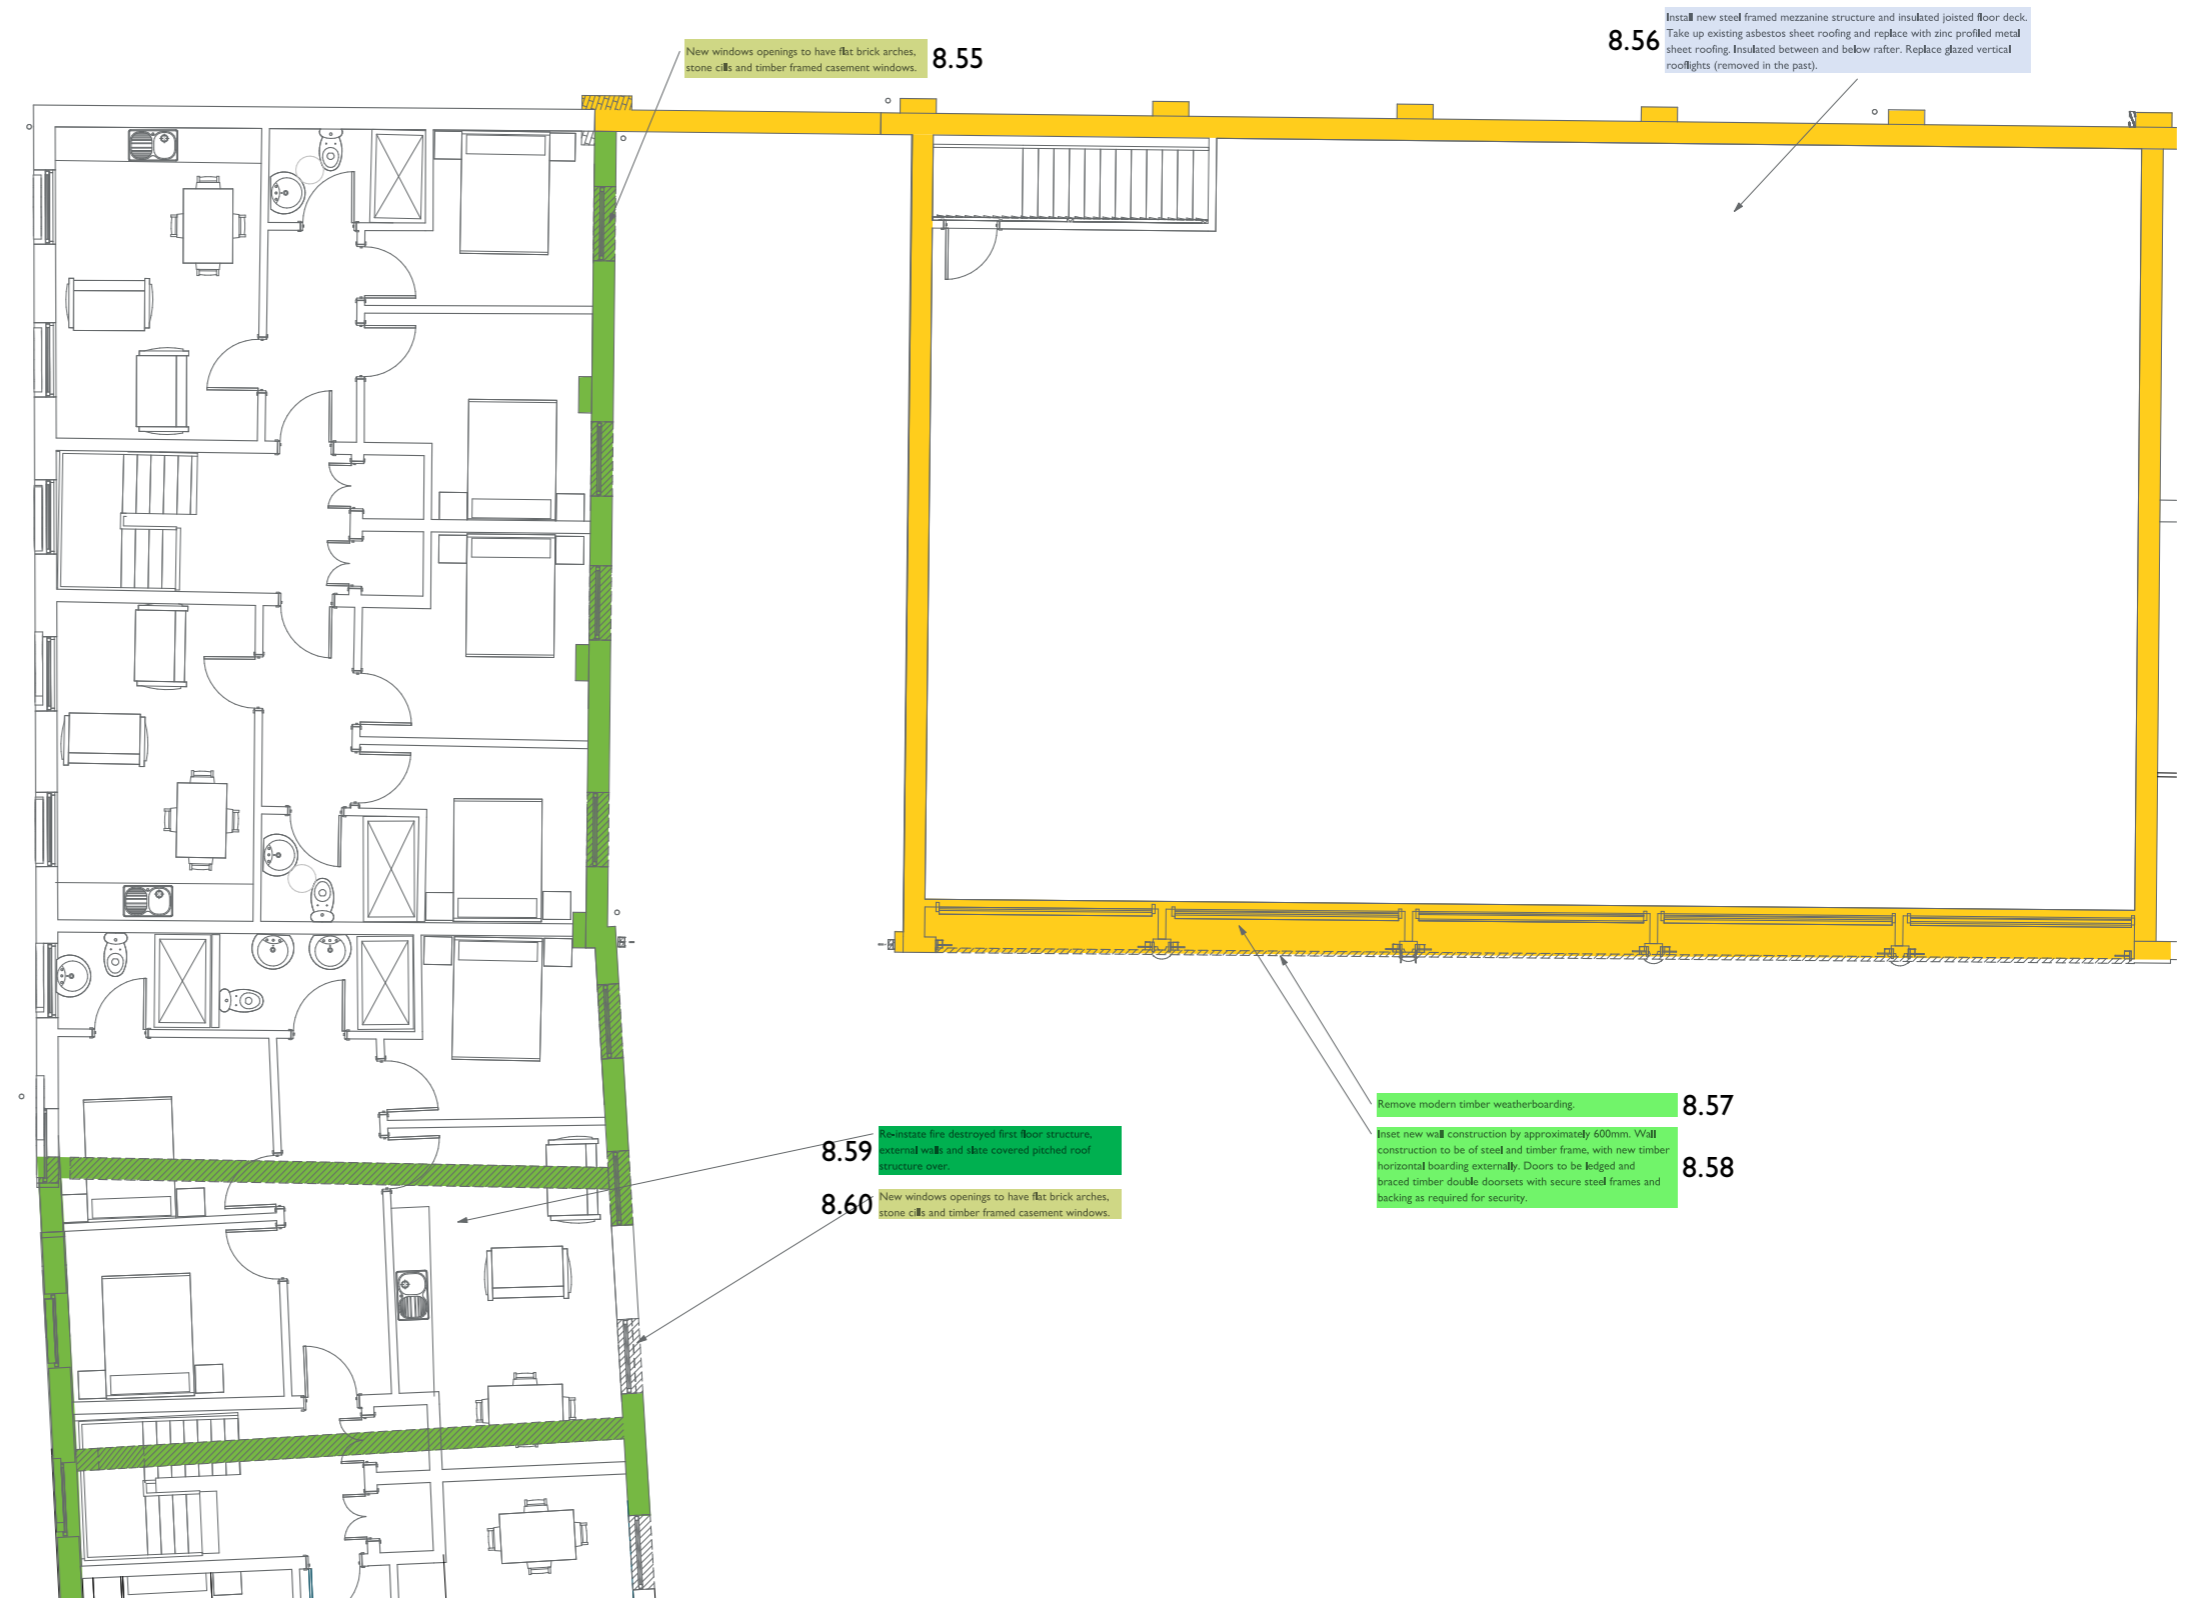 New windows openings to have flat brick arches,
stone cills and timber framed casement windows.
8.55
8.56
Install new steel framed mezzanine structure and insulated joisted floor deck.
Take up existing asbestos sheet roofing and replace with zinc profiled metal
sheet roofing. Insulated between and below rafter. Replace glazed vertical
rooflights (removed in the past).
Remove modern timber weatherboarding.
8.57
Inset new wall construction by approximately 600mm. Wall
construction to be of steel and timber frame, with new timber
horizontal boarding externally. Doors to be ledged and
braced timber double doorsets with secure steel frames and
backing as required for security.
8.58
8.59
Re-instate fire destroyed first floor structure,
external walls and slate covered pitched roof
structure over.
8.60
New windows openings to have flat brick arches,
stone cills and timber framed casement windows.